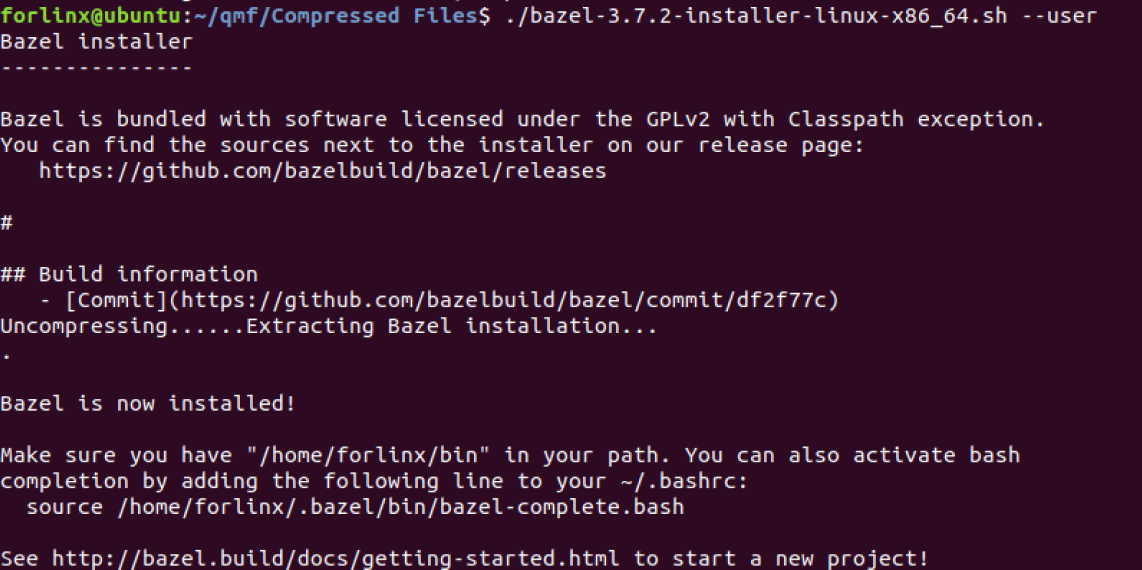 forlinx@ubuntu:~/qmf/Compressed Files$ ./bazel-3.7.2-installer-linux-x86_64.sh --user
Bazel installer
---------------
Bazel is bundled with software licensed under the GPLv2 with Classpath exception.
You can find the sources next to the installer on our release page:
   https://github.com/bazelbuild/bazel/releases
#
## Build information
   - [Commit](https://github.com/bazelbuild/bazel/commit/df2f77c)
Uncompressing......Extracting Bazel installation...
.
Bazel is now installed!
Make sure you have "/home/forlinx/bin" in your path. You can also activate bash
completion by adding the following line to your ~/.bashrc:
  source /home/forlinx/.bazel/bin/bazel-complete.bash
See http://bazel.build/docs/getting-started.html to start a new project!